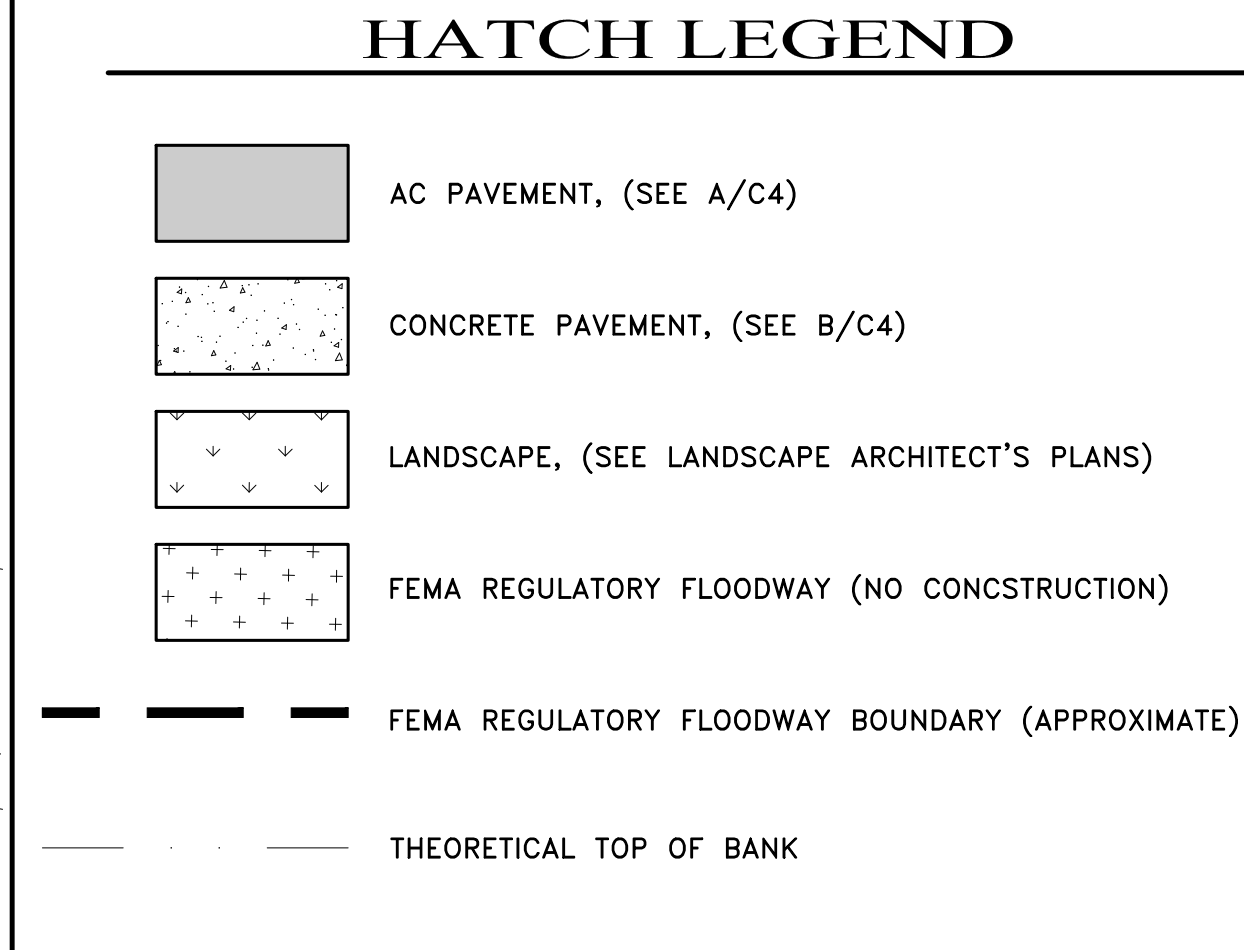 HATCH LEGEND
AC PAVEMENT, (SEE A/C4)
CONCRETE PAVEMENT, (SEE B/C4)
LANDSCAPE, (SEE LANDSCAPE ARCHITECT'S PLANS)
FEMA REGULATORY FLOODWAY (NO CONCSTRUCTION)
FEMA REGULATORY FLOODWAY BOUNDARY (APPROXIMATE)
THEORETICAL TOP OF BANK